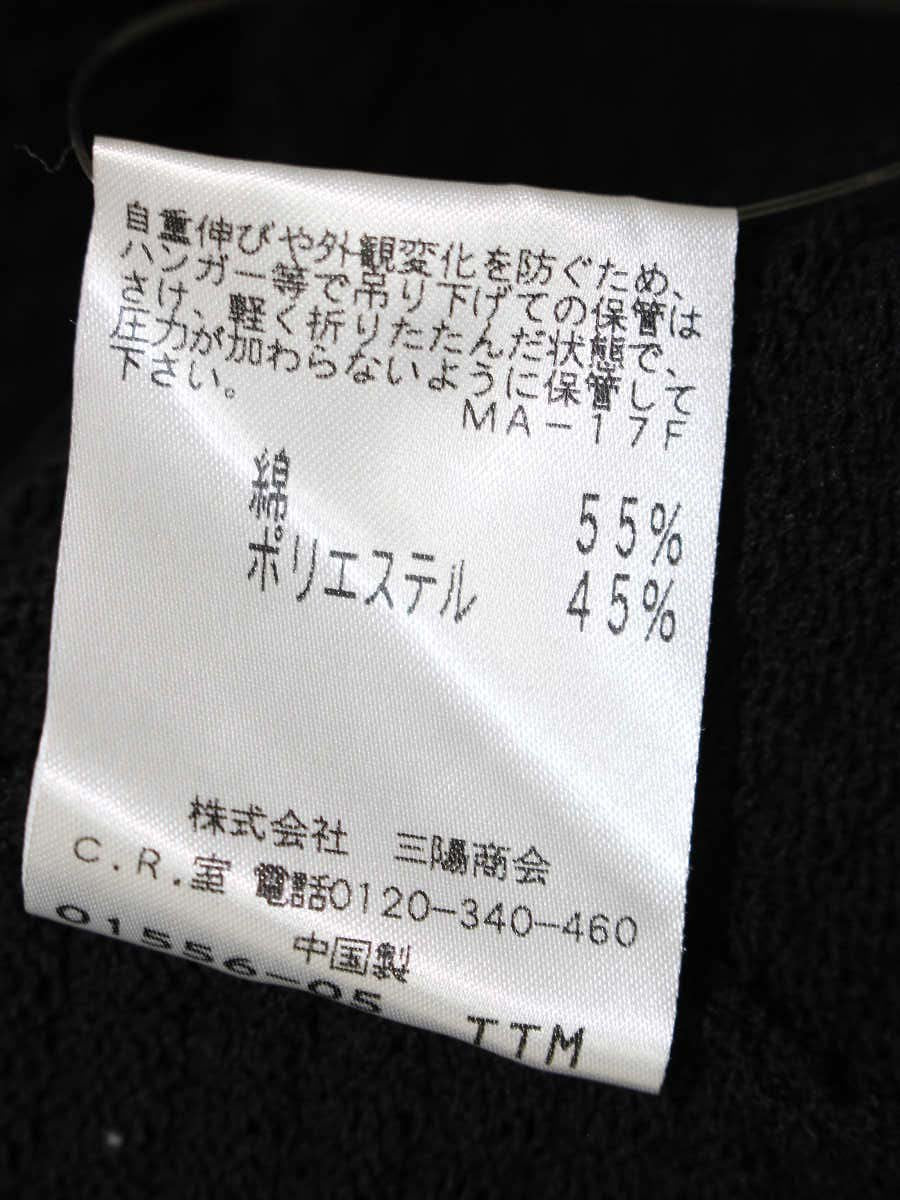 自重伸びや外観変化を防ぐため、
ハンガー等で吊り下げての保管は
さけ、軽く折りたたんだ状態で、
圧力が加わらないように保管して
下さい。
MA-17F
綿 55%
ポリエステル 45%
株式会社 三陽商会
C.R.室 電話0120-340-460
中国製
01556-05 TTM